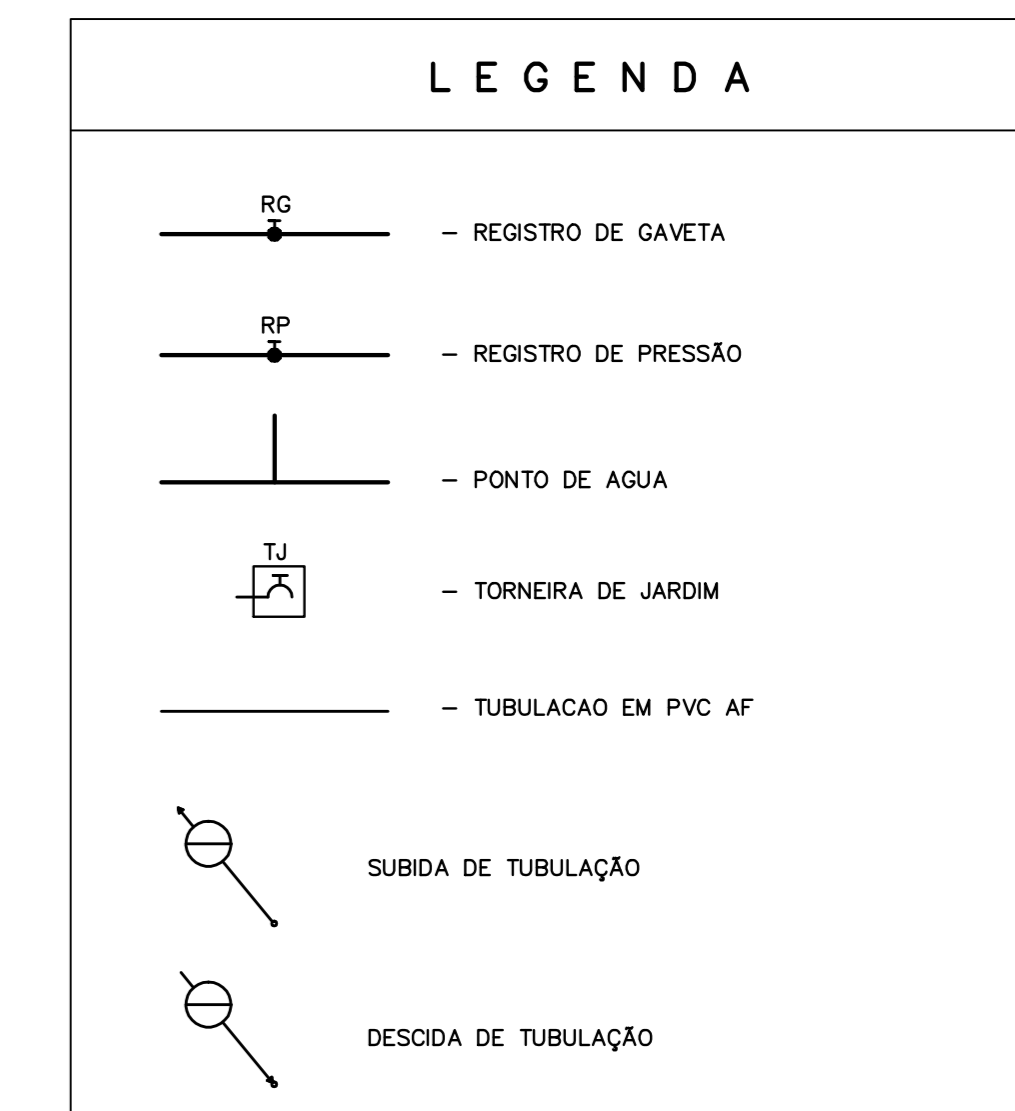 LEGENDA
RG
– REGISTRO DE GAVETA
RP
– REGISTRO DE PRESSÃO
– PONTO DE AGUA
TJ
– TORNEIRA DE JARDIM
– TUBULACAO EM PVC AF
SUBIDA DE TUBULAÇÃO
DESCIDA DE TUBULAÇÃO